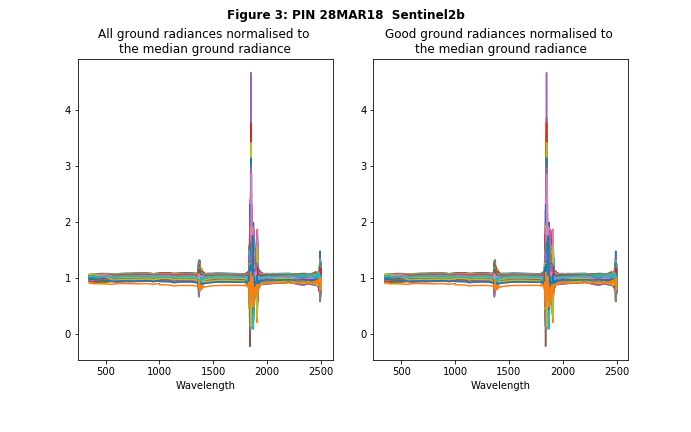 Figure 3: PIN 28MAR18  Sentinel2b
All ground radiances normalised to
the median ground radiance
4
3
2
1
0
500 1000 1500 2000 2500
Wavelength
Good ground radiances normalised to
the median ground radiance
4
3
2
1
0
500 1000 1500 2000 2500
Wavelength